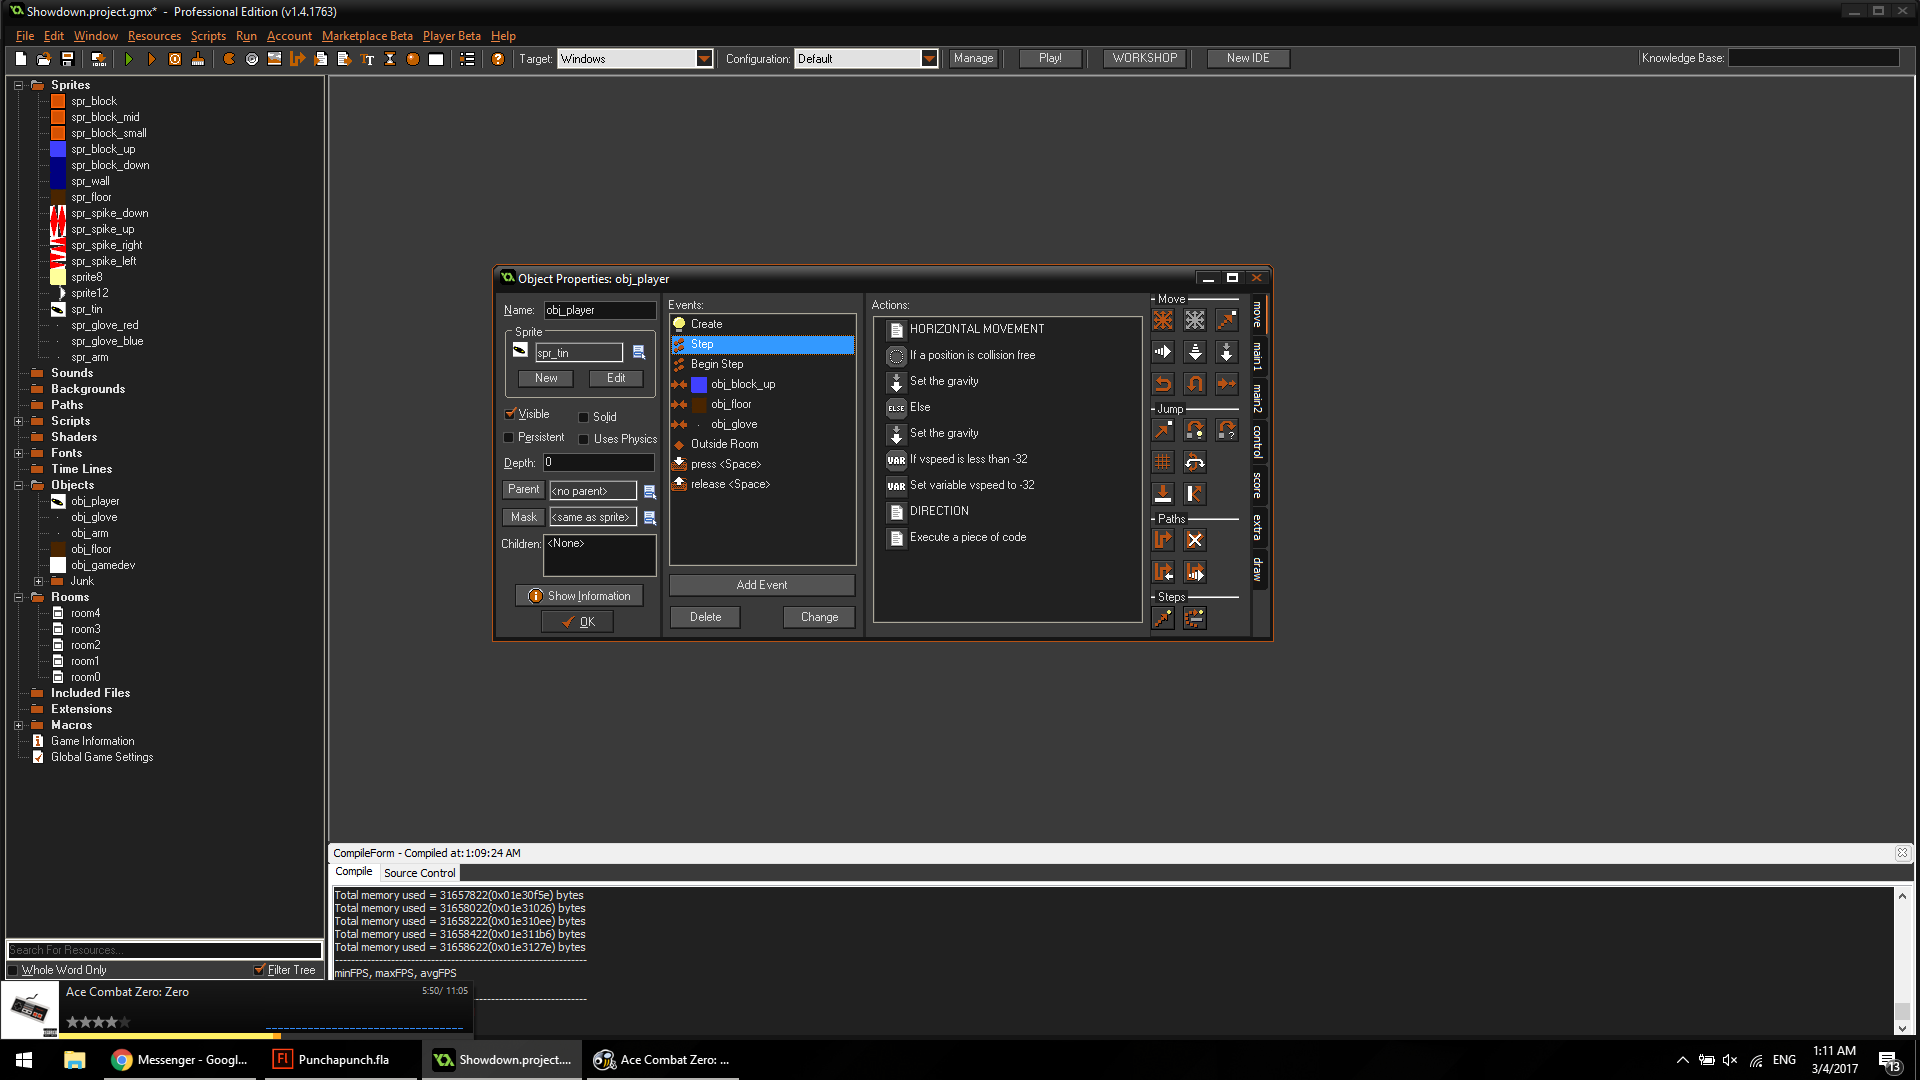 Showdown.project.gmx* - Professional Edition (v1.4.1763)
File Edit Window Resources Scripts Run Account Marketplace Beta Player Beta Help
Target: Windows Configuration: Default Manage Play! WORKSHOP New IDE Knowledge Base:
Sprites
spr_block
spr_block_mid
spr_block_small
spr_block_up
spr_block_down
spr_wall
spr_floor
spr_spike_down
spr_spike_up
spr_spike_right
spr_spike_left
sprite8
sprite12
spr_tin
spr_glove_red
spr_glove_blue
spr_arm
Sounds
Backgrounds
Paths
Scripts
Shaders
Fonts
Time Lines
Objects
obj_player
obj_glove
obj_arm
obj_floor
obj_gamedev
Junk
Rooms
room4
room3
room2
room1
room0
Included Files
Extensions
Macros
Game Information
Global Game Settings
Search For Resources...
Whole Word Only Filter Tree
Object Properties: obj_player
Name: obj_player
Sprite
spr_tin
New Edit
Visible Solid
Persistent Uses Physics
Depth: 0
Parent <no parent>
Mask <same as sprite>
Children: <None>
Show Information
OK
Events:
Create
Step
Begin Step
obj_block_up
obj_floor
obj_glove
Outside Room
press <Space>
release <Space>
Add Event
Delete Change
Actions:
HORIZONTAL MOVEMENT
If a position is collision free
Set the gravity
ELSE Else
Set the gravity
VAR If vspeed is less than -32
VAR Set variable vspeed to -32
DIRECTION
Execute a piece of code
Move
Jump
Paths
Steps
move
main1
main2
control
score
extra
draw
CompileForm - Compiled at: 1:09:24 AM
Compile Source Control
Total memory used = 31657822(0x01e30f5e) bytes
Total memory used = 31658022(0x01e31026) bytes
Total memory used = 31658222(0x01e310ee) bytes
Total memory used = 31658422(0x01e311b6) bytes
Total memory used = 31658622(0x01e3127e) bytes
minFPS, maxFPS, avgFPS
Ace Combat Zero: Zero 5:50/ 11:05
Messenger - Googl...
Punchapunch.fla
Showdown.project....
Ace Combat Zero: ...
ENG
1:11 AM
3/4/2017
13